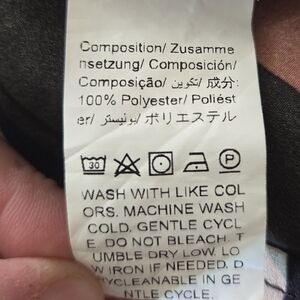 Composition/ Zusamme
nsetzung/ Composición/
Composição/ تكوين/ 成分:
100% Polyester/ Poliést
er/ بوليستر/ ポリエステル
30 P
WASH WITH LIKE COL
ORS. MACHINE WASH
COLD, GENTLE CYCL
E. DO NOT BLEACH. T
UMBLE DRY LOW. LO
W IRON IF NEEDED. D
RYCLEANABLE IN GE
NTLE CYCLE.